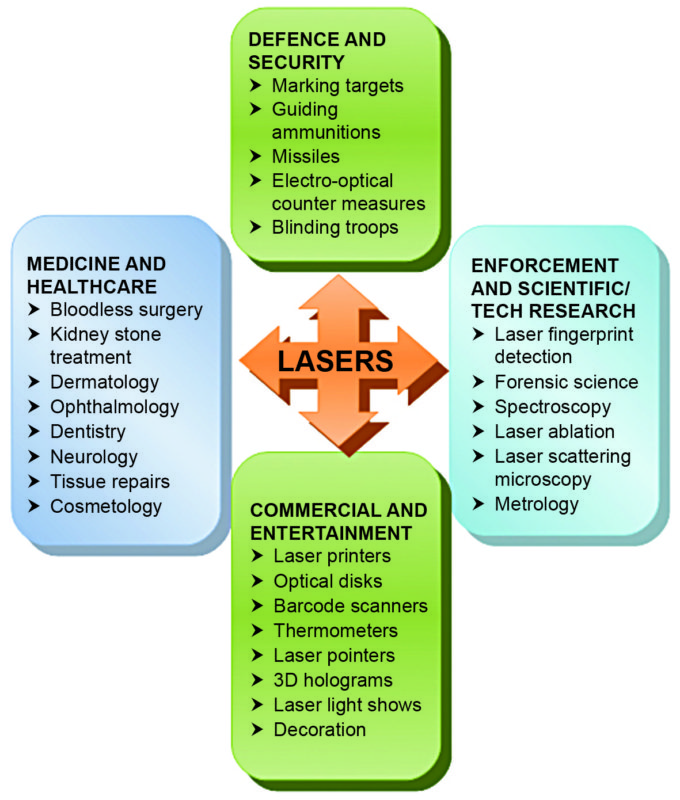 DEFENCE AND
SECURITY
➤ Marking targets
➤ Guiding
ammunitions
➤ Missiles
➤ Electro-optical
counter measures
➤ Blinding troops
MEDICINE AND
HEALTHCARE
➤ Bloodless surgery
➤ Kidney stone
treatment
➤ Dermatology
➤ Ophthalmology
➤ Dentistry
➤ Neurology
➤ Tissue repairs
➤ Cosmetology
LASERS
ENFORCEMENT
AND SCIENTIFIC/
TECH RESEARCH
➤ Laser fingerprint
detection
➤ Forensic science
➤ Spectroscopy
➤ Laser ablation
➤ Laser scattering
microscopy
➤ Metrology
COMMERCIAL AND
ENTERTAINMENT
➤ Laser printers
➤ Optical disks
➤ Barcode scanners
➤ Thermometers
➤ Laser pointers
➤ 3D holograms
➤ Laser light shows
➤ Decoration